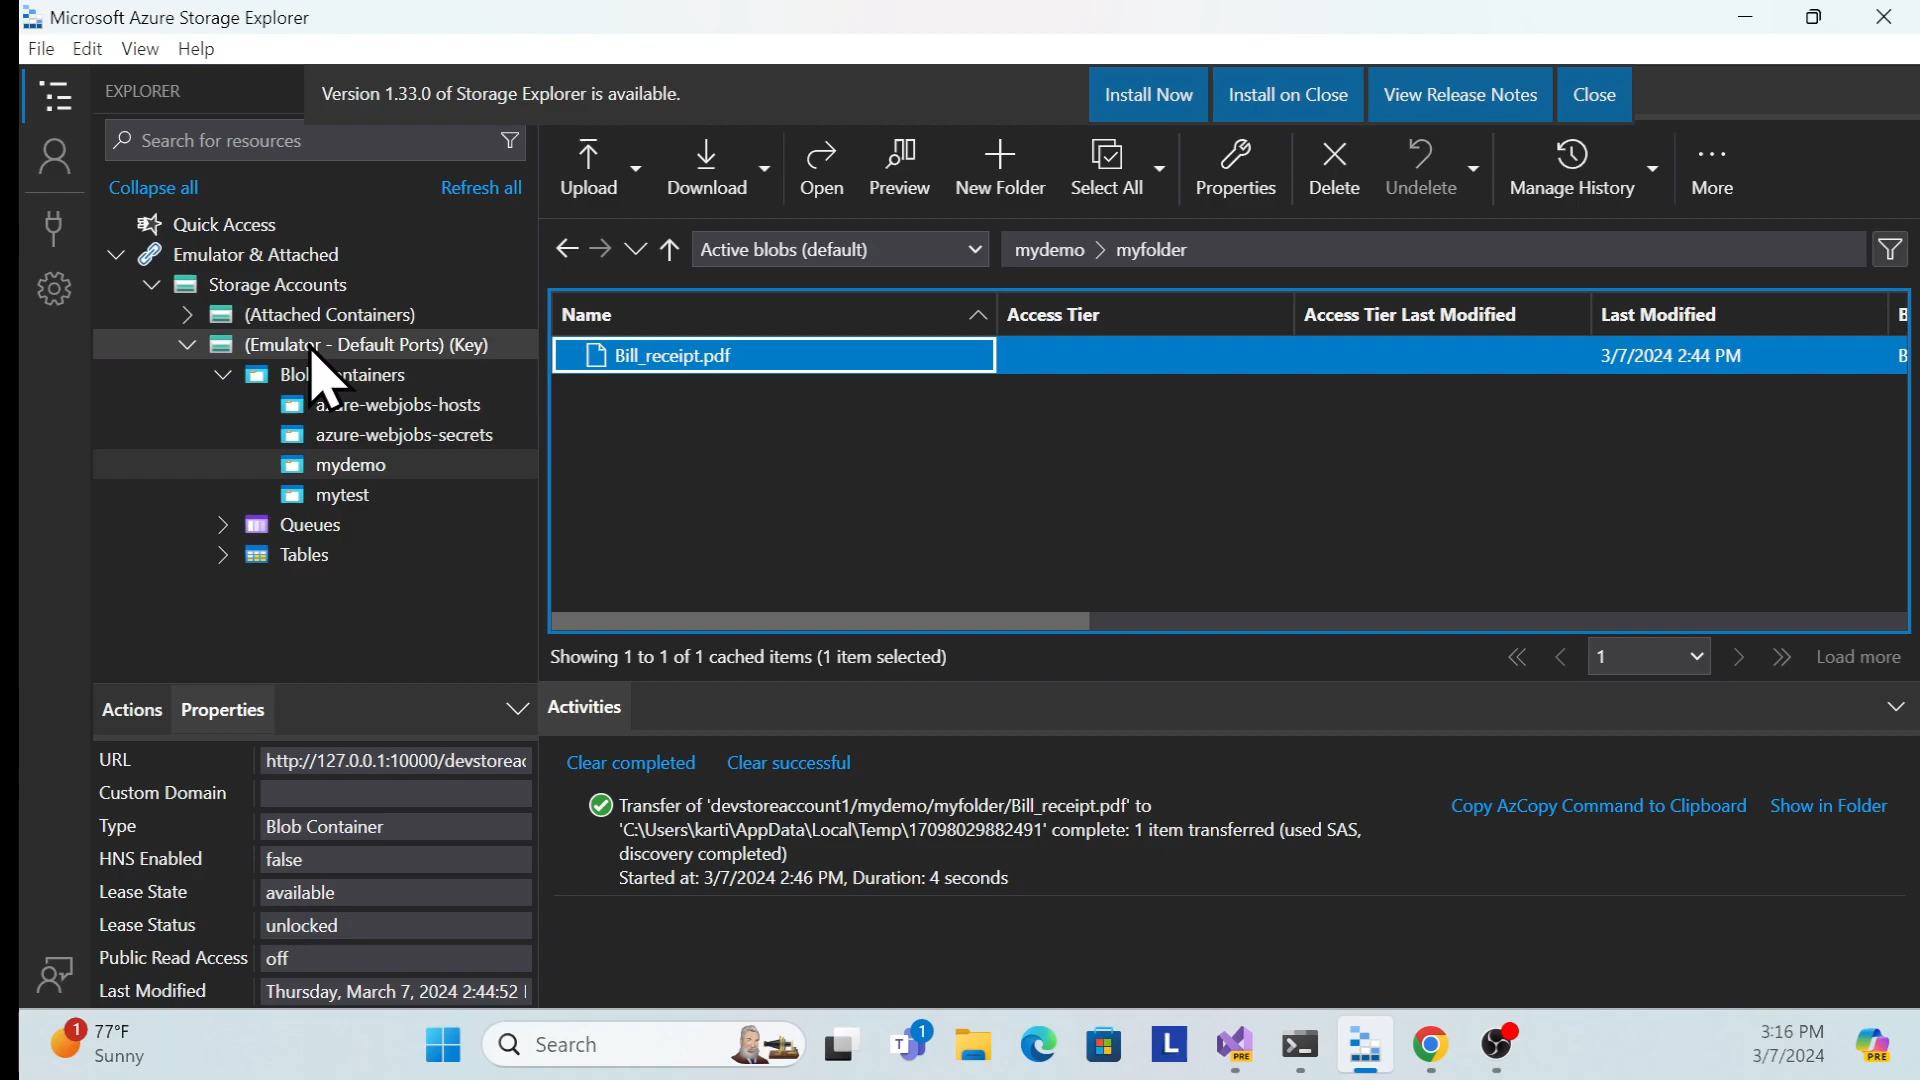 Microsoft Azure Storage Explorer
File Edit View Help
EXPLORER
Version 1.33.0 of Storage Explorer is available.
Install Now
Install on Close
View Release Notes
Close
Search for resources
Collapse all
Refresh all
Quick Access
Emulator & Attached
Storage Accounts
(Attached Containers)
(Emulator - Default Ports) (Key)
azure-webjobs-secrets
mydemo
mytest
Queues
Tables
Upload
Download
Open
Preview
New Folder
Select All
Properties
Delete
Undelete
Manage History
More
Active blobs (default)
mydemo > myfolder
Name
Access Tier
Access Tier Last Modified
Last Modified
Bill_receipt.pdf
3/7/2024 2:44 PM
B
Showing 1 to 1 of 1 cached items (1 item selected)
1
Load more
Actions
Properties
URL
http://127.0.0.1:10000/devstoreac
Custom Domain
Type
Blob Container
HNS Enabled
false
Lease State
available
Lease Status
unlocked
Public Read Access
off
Last Modified
Thursday, March 7, 2024 2:44:52
Activities
Clear completed
Clear successful
Transfer of 'devstoreaccount1/mydemo/myfolder/Bill_receipt.pdf' to
'C:\Users\karti\AppData\Local\Temp\17098029882491' complete: 1 item transferred (used SAS,
discovery completed)
Started at: 3/7/2024 2:46 PM, Duration: 4 seconds
Copy AzCopy Command to Clipboard
Show in Folder
1
77°F
Sunny
Search
T
1
L
PRE
3:16 PM
3/7/2024
PRE